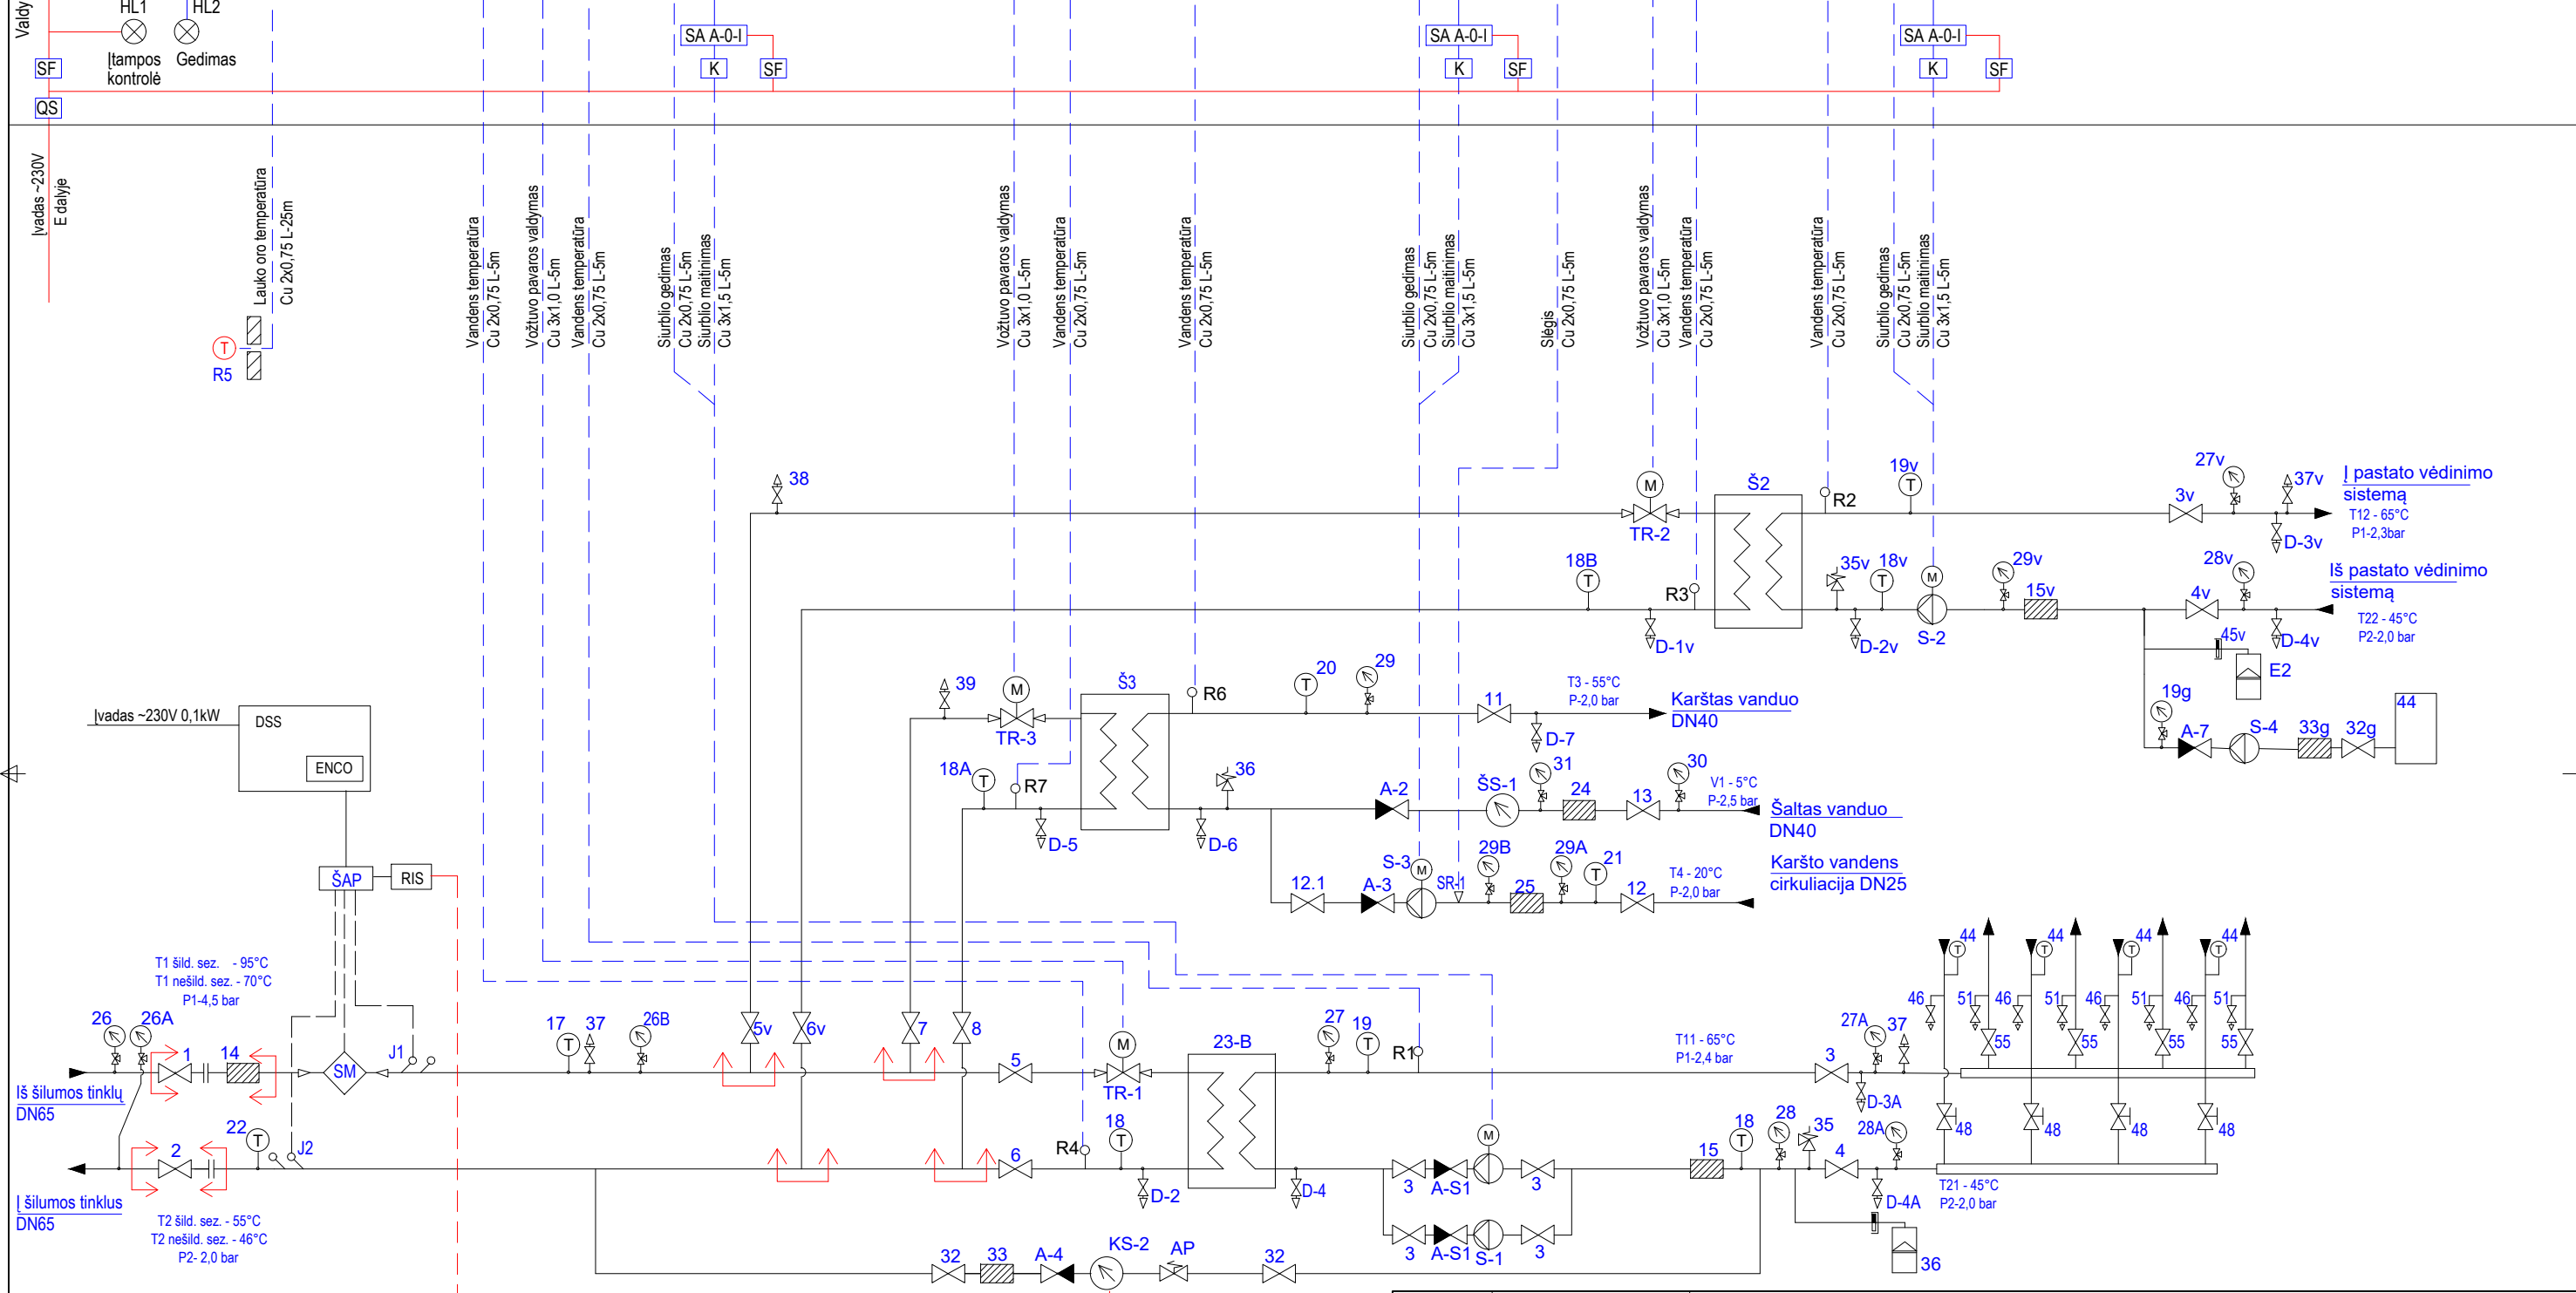 Valdy
HL1
HL2
Įtampos
kontrolė
Gedimas
SF
QS
SA A-0-I
K
SF
SA A-0-I
K
SF
SA A-0-I
K
SF
Įvadas ~230V
E dalyje
Lauko oro temperatūra
Cu 2x0,75 L-25m
T
R5
Vandens temperatūra
Cu 2x0,75 L-5m
Vožtuvo pavaros valdymas
Cu 3x1,0 L-5m
Vandens temperatūra
Cu 2x0,75 L-5m
Siurblio gedimas
Cu 2x0,75 L-5m
Siurblio maitinimas
Cu 3x1,5 L-5m
Vožtuvo pavaros valdymas
Cu 3x1,0 L-5m
Vandens temperatūra
Cu 2x0,75 L-5m
Vandens temperatūra
Cu 2x0,75 L-5m
Siurblio gedimas
Cu 2x0,75 L-5m
Siurblio maitinimas
Cu 3x1,5 L-5m
Slėgis
Cu 2x0,75 L-5m
Vožtuvo pavaros valdymas
Cu 3x1,0 L-5m
Vandens temperatūra
Cu 2x0,75 L-5m
Vandens temperatūra
Cu 2x0,75 L-5m
Siurblio gedimas
Cu 2x0,75 L-5m
Siurblio maitinimas
Cu 3x1,5 L-5m
38
M
TR-2
Š2
R2
19v
T
3v
27v
37v
D-3v
Į pastato vėdinimo
sistemą
T12 - 65°C
P1-2,3bar
18B
T
R3
D-1v
35v
18v
T
D-2v
M
S-2
29v
15v
4v
28v
D-4v
Iš pastato vėdinimo
sistemą
T22 - 45°C
P2-2,0 bar
45v
E2
19g
A-7
S-4
33g
32g
44
39
M
TR-3
Š3
R6
20
T
29
11
D-7
T3 - 55°C
P-2,0 bar
Karštas vanduo
DN40
18A
T
R7
D-5
36
D-6
A-2
ŠS-1
31
24
13
30
V1 - 5°C
P-2,5 bar
Šaltas vanduo
DN40
12.1
A-3
S-3
M
SR-1
29B
25
29A
21
T
12
T4 - 20°C
P-2,0 bar
Karšto vandens
cirkuliacija DN25
Įvadas ~230V 0,1kW
DSS
ENCO
ŠAP
RIS
T1 šild. sez. - 95°C
T1 nešild. sez. - 70°C
P1-4,5 bar
26
26A
1
14
SM
J1
17
T
37
26B
5v
6v
7
8
5
M
TR-1
23-B
27
19
T
R1
T11 - 65°C
P1-2,4 bar
3
27A
37
D-3A
Iš šilumos tinklų
DN65
2
22
T
J2
6
R4
18
T
D-2
D-4
3
A-S1
M
3
3
A-S1
S-1
3
15
18
T
28
35
4
28A
D-4A
T21 - 45°C
P2-2,0 bar
36
Į šilumos tinklus
DN65
T2 šild. sez. - 55°C
T2 nešild. sez. - 46°C
P2- 2,0 bar
32
33
A-4
KS-2
AP
32
44
T
44
T
44
T
44
T
46
51
46
51
46
51
46
51
55
55
55
55
48
48
48
48